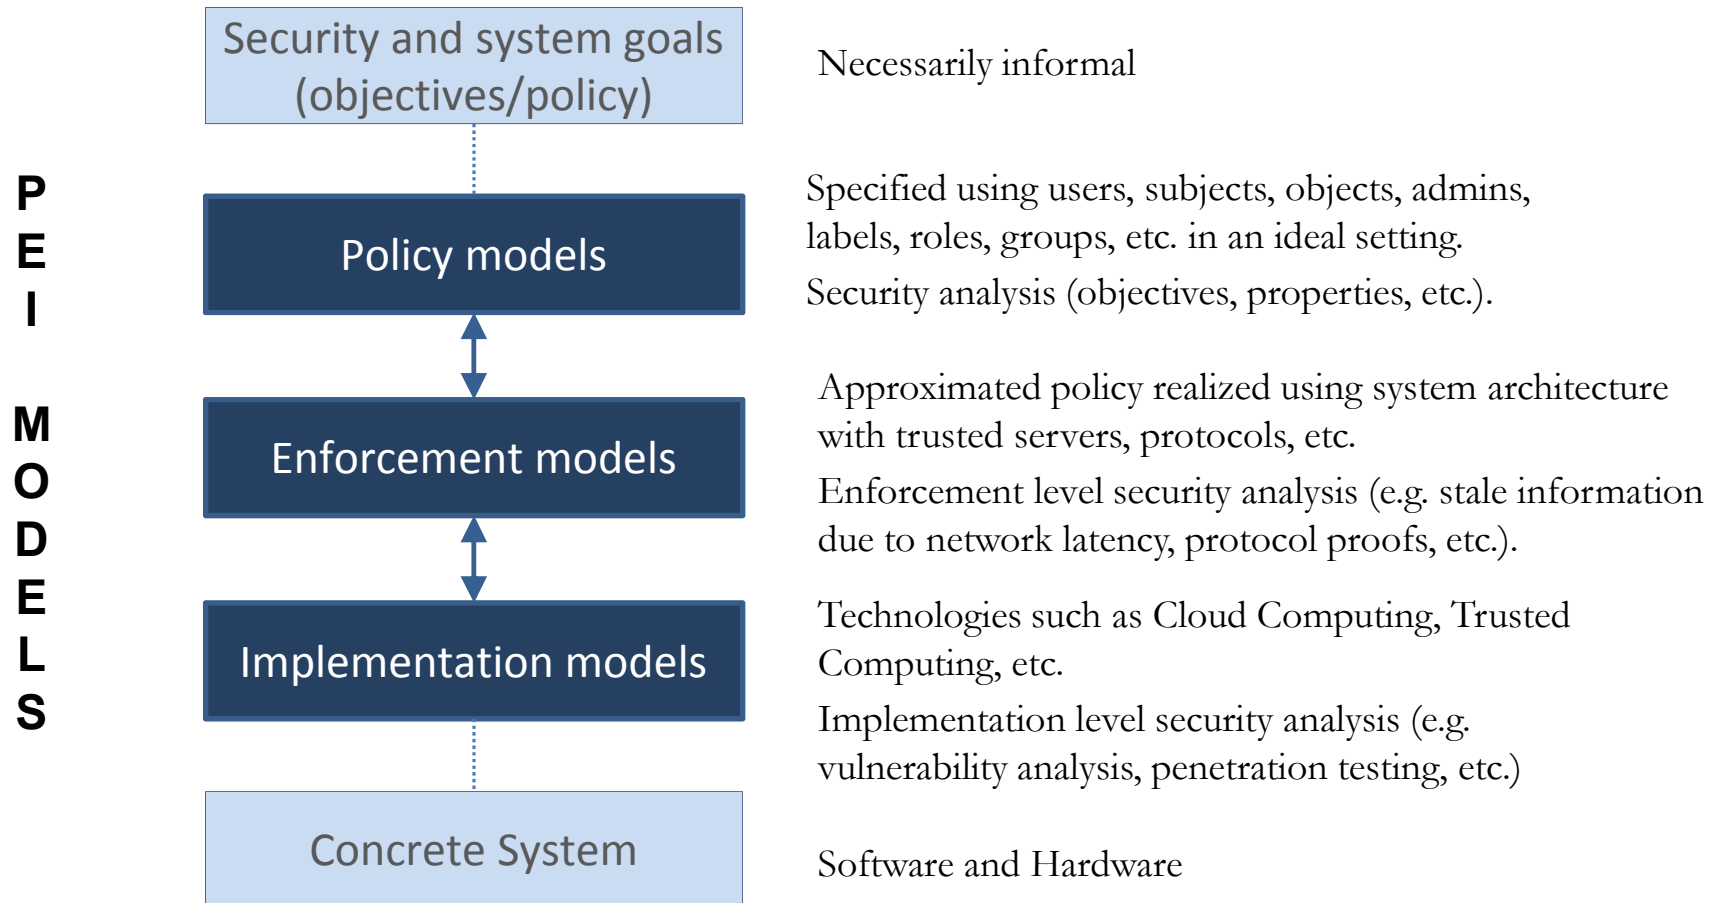 Security and system goals
(objectives/policy)
Necessarily informal
P
E
I
M
O
D
E
L
S
Policy models
Specified using users, subjects, objects, admins,
labels, roles, groups, etc. in an ideal setting.
Security analysis (objectives, properties, etc.).
Enforcement models
Approximated policy realized using system architecture
with trusted servers, protocols, etc.
Enforcement level security analysis (e.g. stale information
due to network latency, protocol proofs, etc.).
Implementation models
Technologies such as Cloud Computing, Trusted
Computing, etc.
Implementation level security analysis (e.g.
vulnerability analysis, penetration testing, etc.)
Concrete System
Software and Hardware